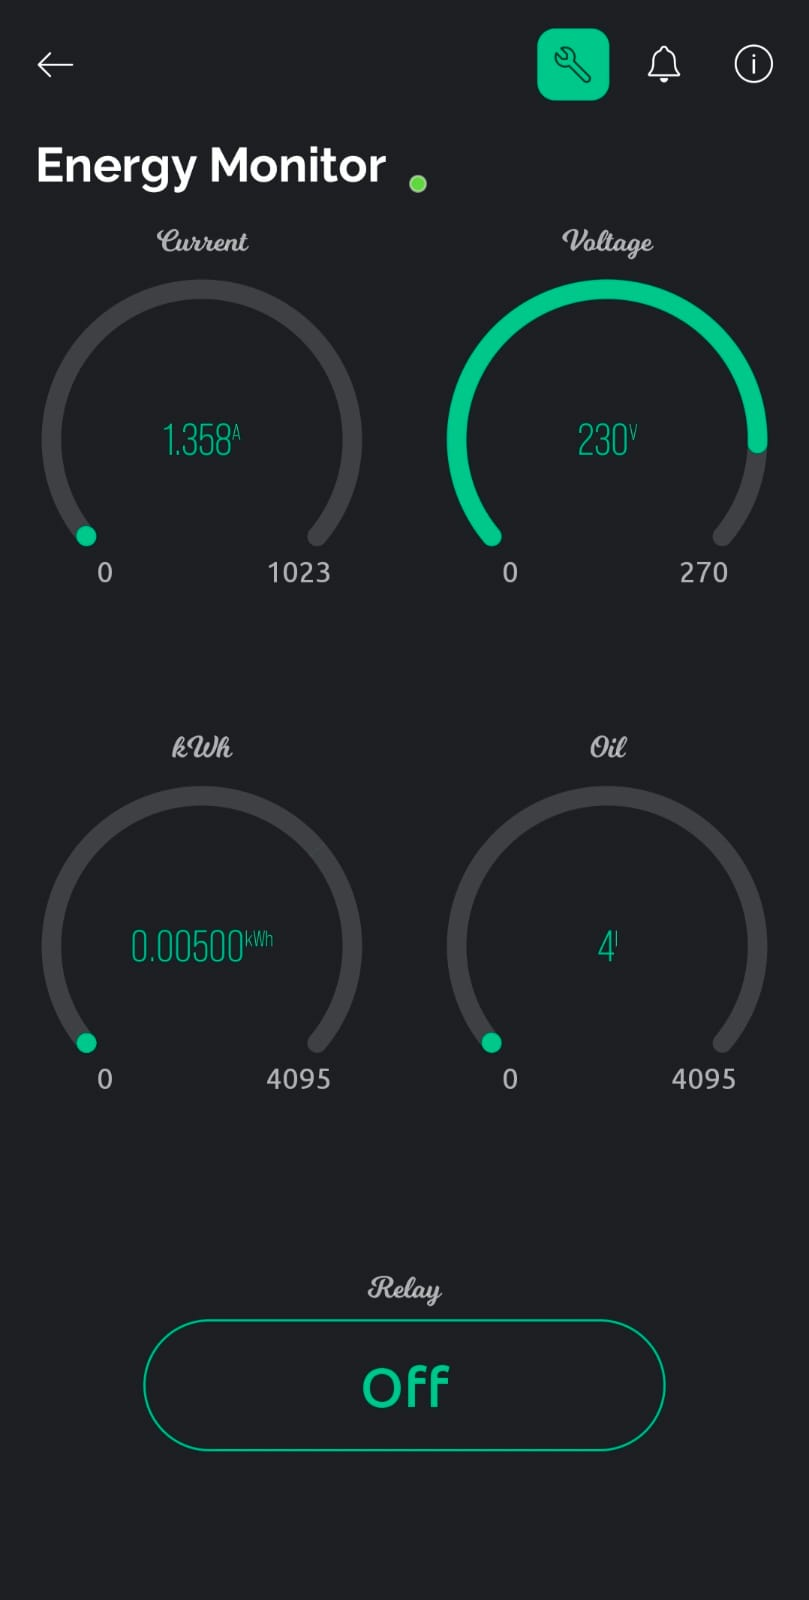 Energy Monitor
Current
Voltage
1.358A
230V
0
1023
0
270
kWh
Oil
0.00500kWh
4l
0
4095
0
4095
Relay
Off